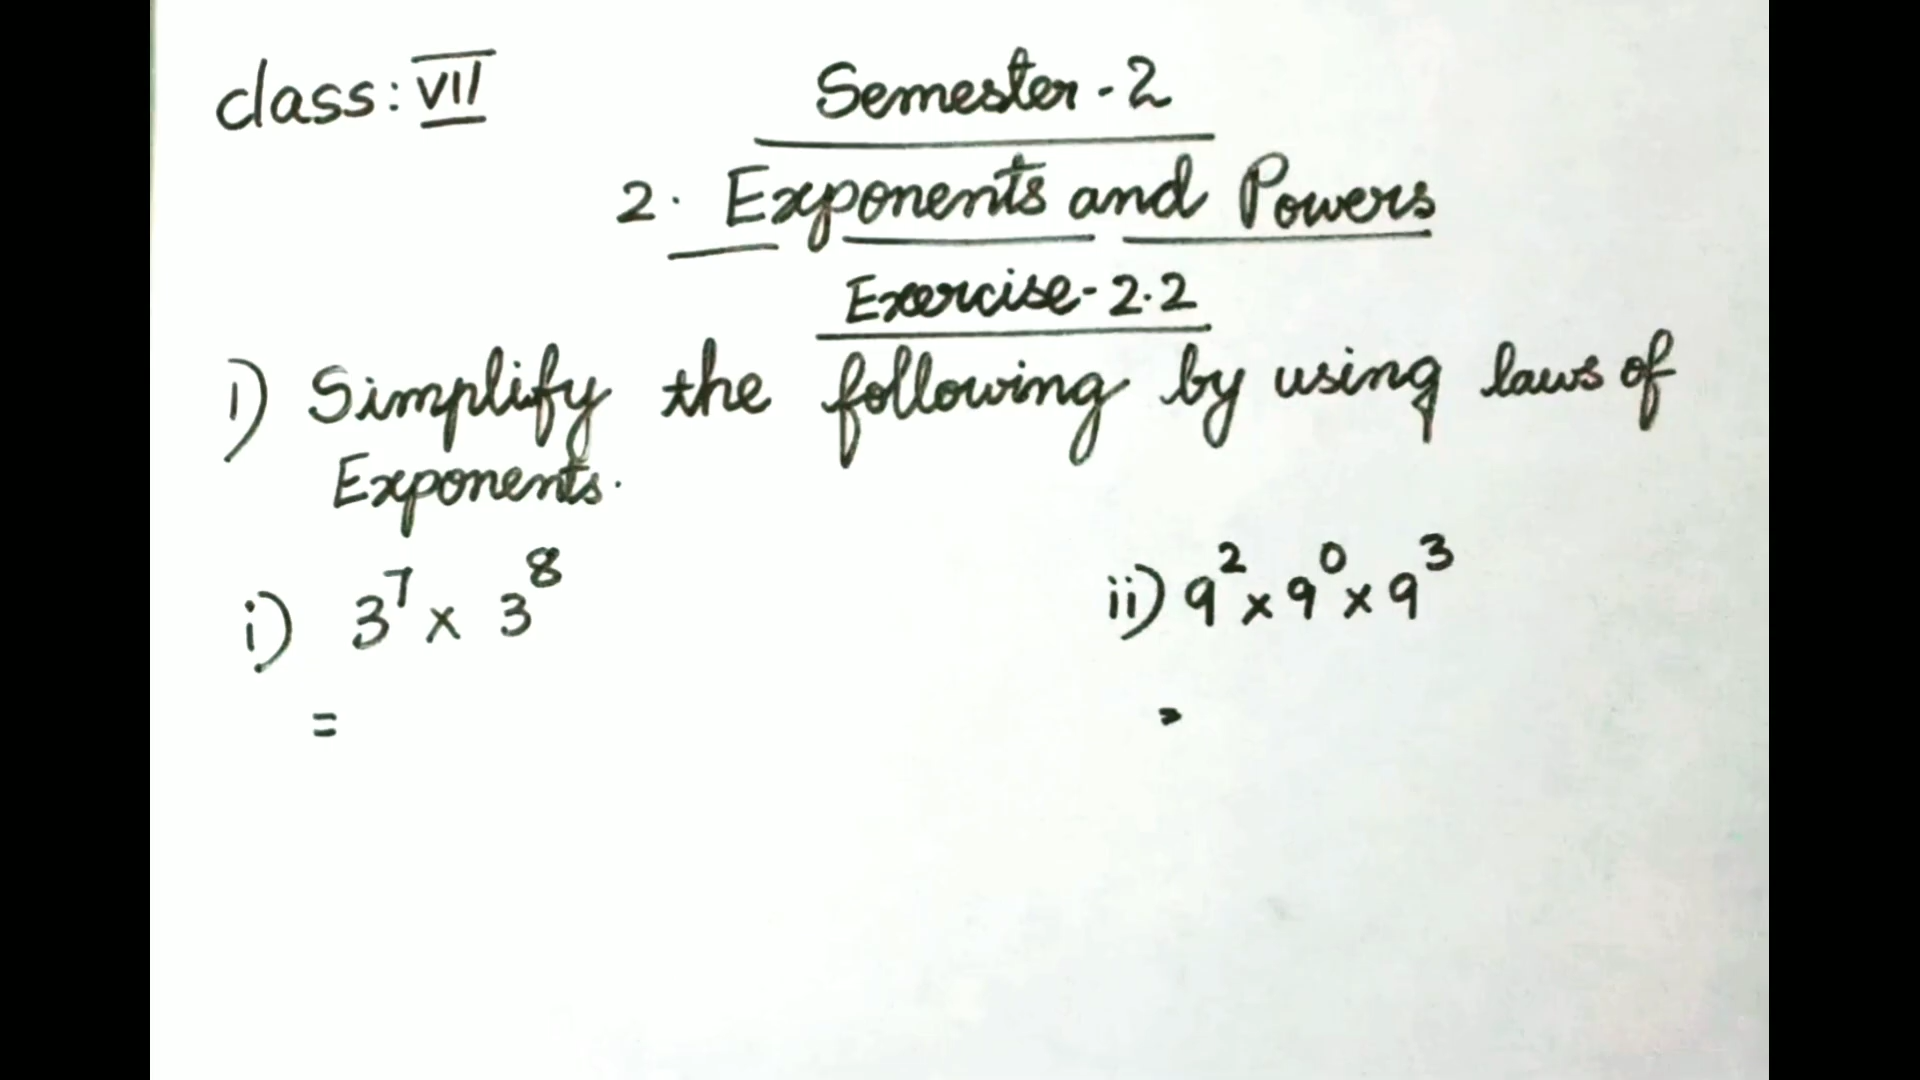 class: VII
Semester - 2
2. Exponents and Powers
Exercise - 2.2
1) Simplify the following by using laws of
Exponents.
i) 3⁷ x 3⁸
ii) 9² x 9⁰ x 9³
=
=